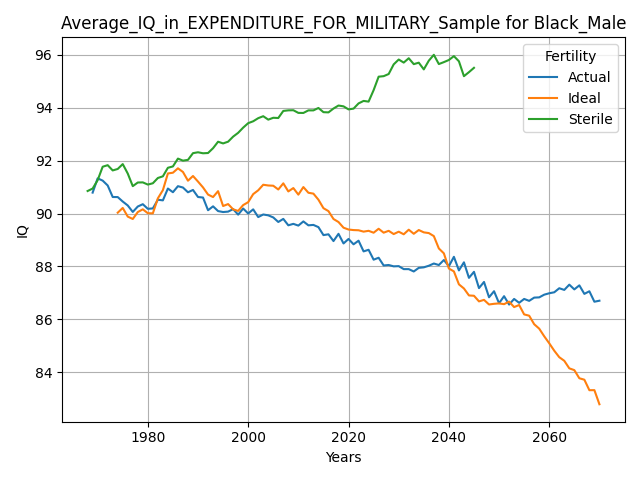 Average_IQ_in_EXPENDITURE_FOR_MILITARY_Sample for Black_Male
Fertility
Actual
Ideal
Sterile
96
94
92
90
88
86
84
IQ
1980
2000
2020
2040
2060
Years